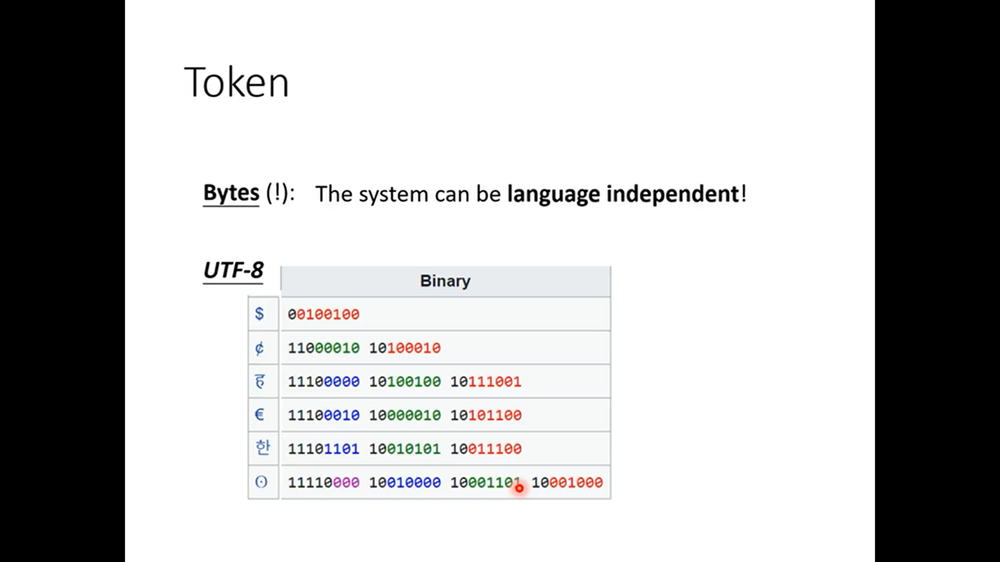 Token
Bytes (!): The system can be language independent!
UTF-8
Binary
$ 00100100
¢ 11000010 10100010
ह 11100000 10100100 10111001
€ 11100010 10000010 10101100
한 11101101 10010101 10011100
𐍈 11110000 10010000 10001101 10001000